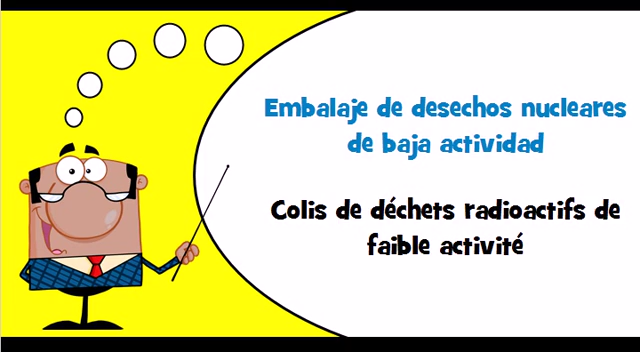 Embalaje de desechos nucleares
de baja actividad
Colis de déchets radioactifs de
faible activité